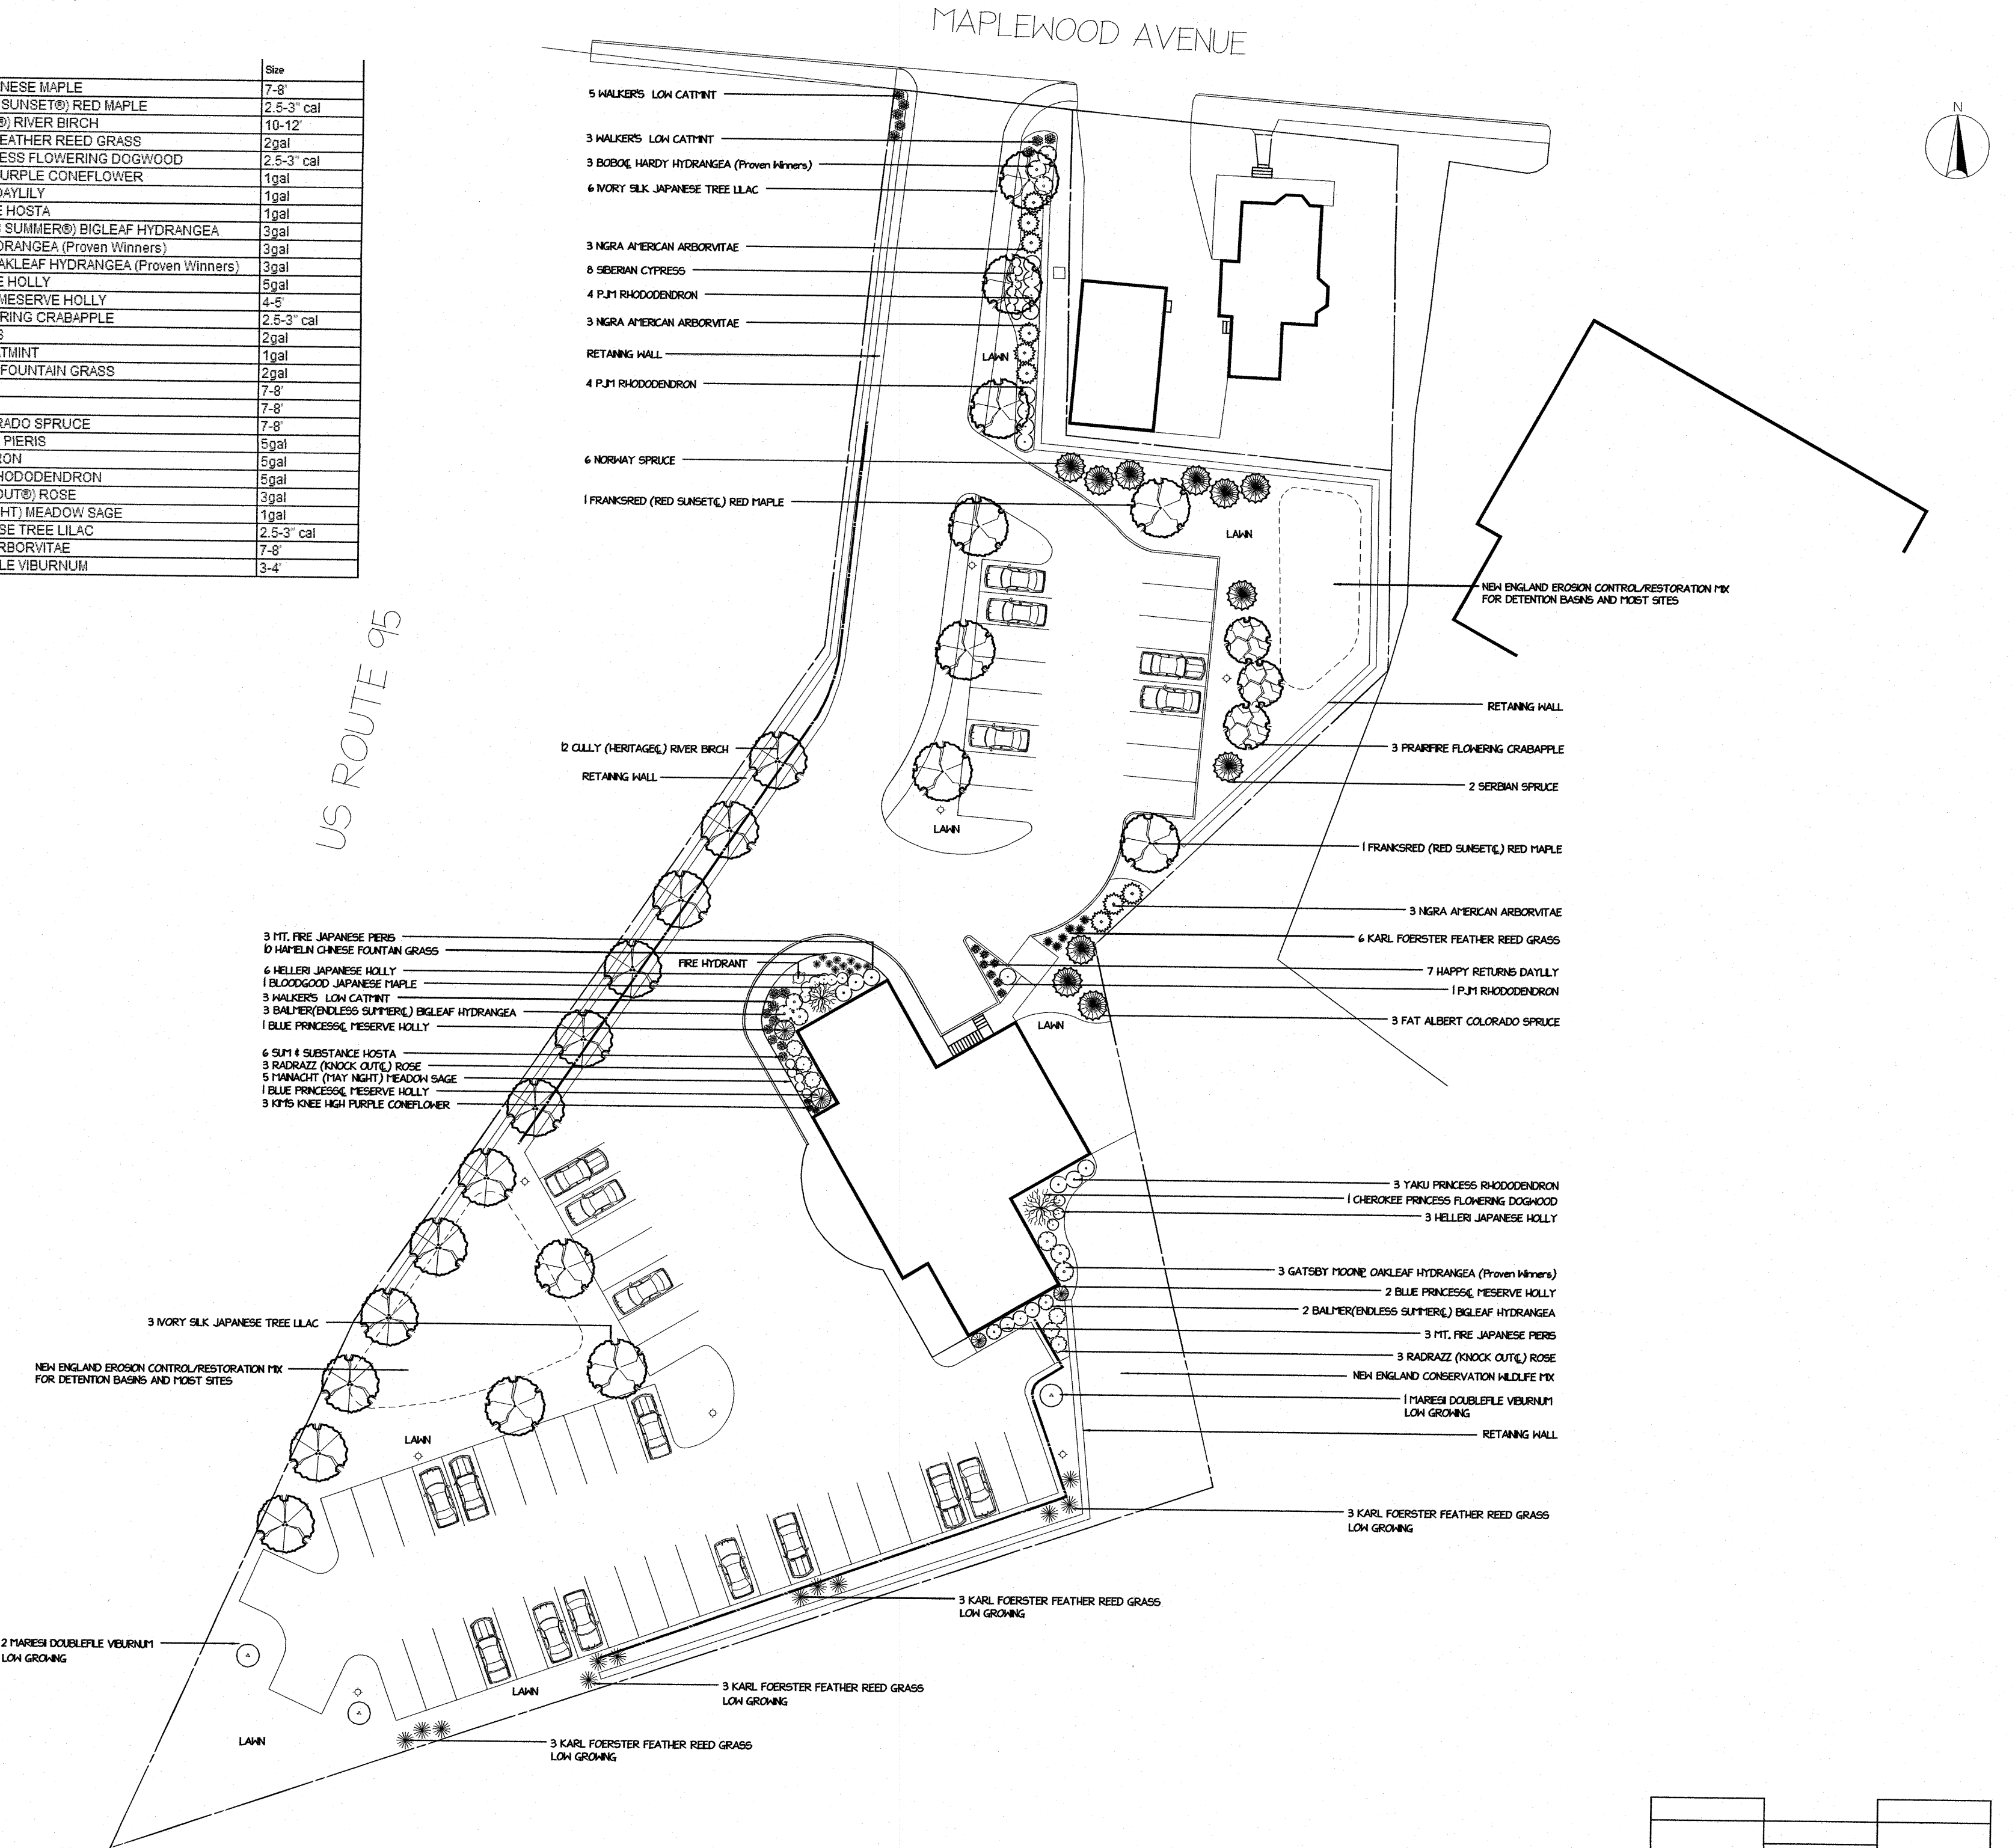 MAPLEWOOD AVENUE
N
Size
NESE MAPLE 7-8'
SUNSET®) RED MAPLE 2.5-3" cal
®) RIVER BIRCH 10-12'
EATHER REED GRASS 2gal
ESS FLOWERING DOGWOOD 2.5-3" cal
URPLE CONEFLOWER 1gal
DAYLILY 1gal
E HOSTA 1gal
SUMMER®) BIGLEAF HYDRANGEA 3gal
DRANGEA (Proven Winners) 3gal
AKLEAF HYDRANGEA (Proven Winners) 3gal
E HOLLY 5gal
MESERVE HOLLY 4-5'
RING CRABAPPLE 2.5-3" cal
S 2gal
TMINT 1gal
FOUNTAIN GRASS 2gal
7-8'
7-8'
RADO SPRUCE 7-8'
PIERIS 5gal
RON 5gal
HODODENDRON 5gal
OUT®) ROSE 3gal
HT) MEADOW SAGE 1gal
SE TREE LILAC 2.5-3" cal
RBORVITAE 7-8'
LE VIBURNUM 3-4'
US ROUTE 95
5 WALKER'S LOW CATMINT
3 WALKER'S LOW CATMINT
3 BOBO℄ HARDY HYDRANGEA (Proven Winners)
6 IVORY SILK JAPANESE TREE LILAC
3 NIGRA AMERICAN ARBORVITAE
8 SIBERIAN CYPRESS
4 PJM RHODODENDRON
3 NIGRA AMERICAN ARBORVITAE
RETAINING WALL
LAWN
4 PJM RHODODENDRON
6 NORWAY SPRUCE
1 FRANKSRED (RED SUNSET℄) RED MAPLE
LAWN
NEW ENGLAND EROSION CONTROL/RESTORATION MIX
FOR DETENTION BASINS AND MOIST SITES
RETAINING WALL
3 PRAIRIFIRE FLOWERING CRABAPPLE
2 SERBIAN SPRUCE
12 CULLY (HERITAGE℄) RIVER BIRCH
RETAINING WALL
LAWN
1 FRANKSRED (RED SUNSET℄) RED MAPLE
3 NIGRA AMERICAN ARBORVITAE
6 KARL FOERSTER FEATHER REED GRASS
7 HAPPY RETURNS DAYLILY
1 PJM RHODODENDRON
3 FAT ALBERT COLORADO SPRUCE
LAWN
3 MT. FIRE JAPANESE PIERIS
10 HAMELIN CHINESE FOUNTAIN GRASS
FIRE HYDRANT
6 HELLERI JAPANESE HOLLY
1 BLOODGOOD JAPANESE MAPLE
3 WALKER'S LOW CATMINT
3 BALMER(ENDLESS SUMMER℄) BIGLEAF HYDRANGEA
1 BLUE PRINCESS℄ MESERVE HOLLY
6 SUM & SUBSTANCE HOSTA
3 RADRAZZ (KNOCK OUT℄) ROSE
5 MAINACHT (MAY NIGHT) MEADOW SAGE
1 BLUE PRINCESS℄ MESERVE HOLLY
3 KIM'S KNEE HIGH PURPLE CONEFLOWER
3 YAKU PRINCESS RHODODENDRON
1 CHEROKEE PRINCESS FLOWERING DOGWOOD
3 HELLERI JAPANESE HOLLY
3 GATSBY MOON℄ OAKLEAF HYDRANGEA (Proven Winners)
2 BLUE PRINCESS℄ MESERVE HOLLY
2 BALMER(ENDLESS SUMMER℄) BIGLEAF HYDRANGEA
3 MT. FIRE JAPANESE PIERIS
3 RADRAZZ (KNOCK OUT℄) ROSE
NEW ENGLAND CONSERVATION WILDLIFE MIX
1 MARIESII DOUBLEFILE VIBURNUM
LOW GROWING
RETAINING WALL
3 IVORY SILK JAPANESE TREE LILAC
NEW ENGLAND EROSION CONTROL/RESTORATION MIX
FOR DETENTION BASINS AND MOIST SITES
LAWN
3 KARL FOERSTER FEATHER REED GRASS
LOW GROWING
3 KARL FOERSTER FEATHER REED GRASS
LOW GROWING
2 MARIESII DOUBLEFILE VIBURNUM
LOW GROWING
LAWN
3 KARL FOERSTER FEATHER REED GRASS
LOW GROWING
LAWN
3 KARL FOERSTER FEATHER REED GRASS
LOW GROWING